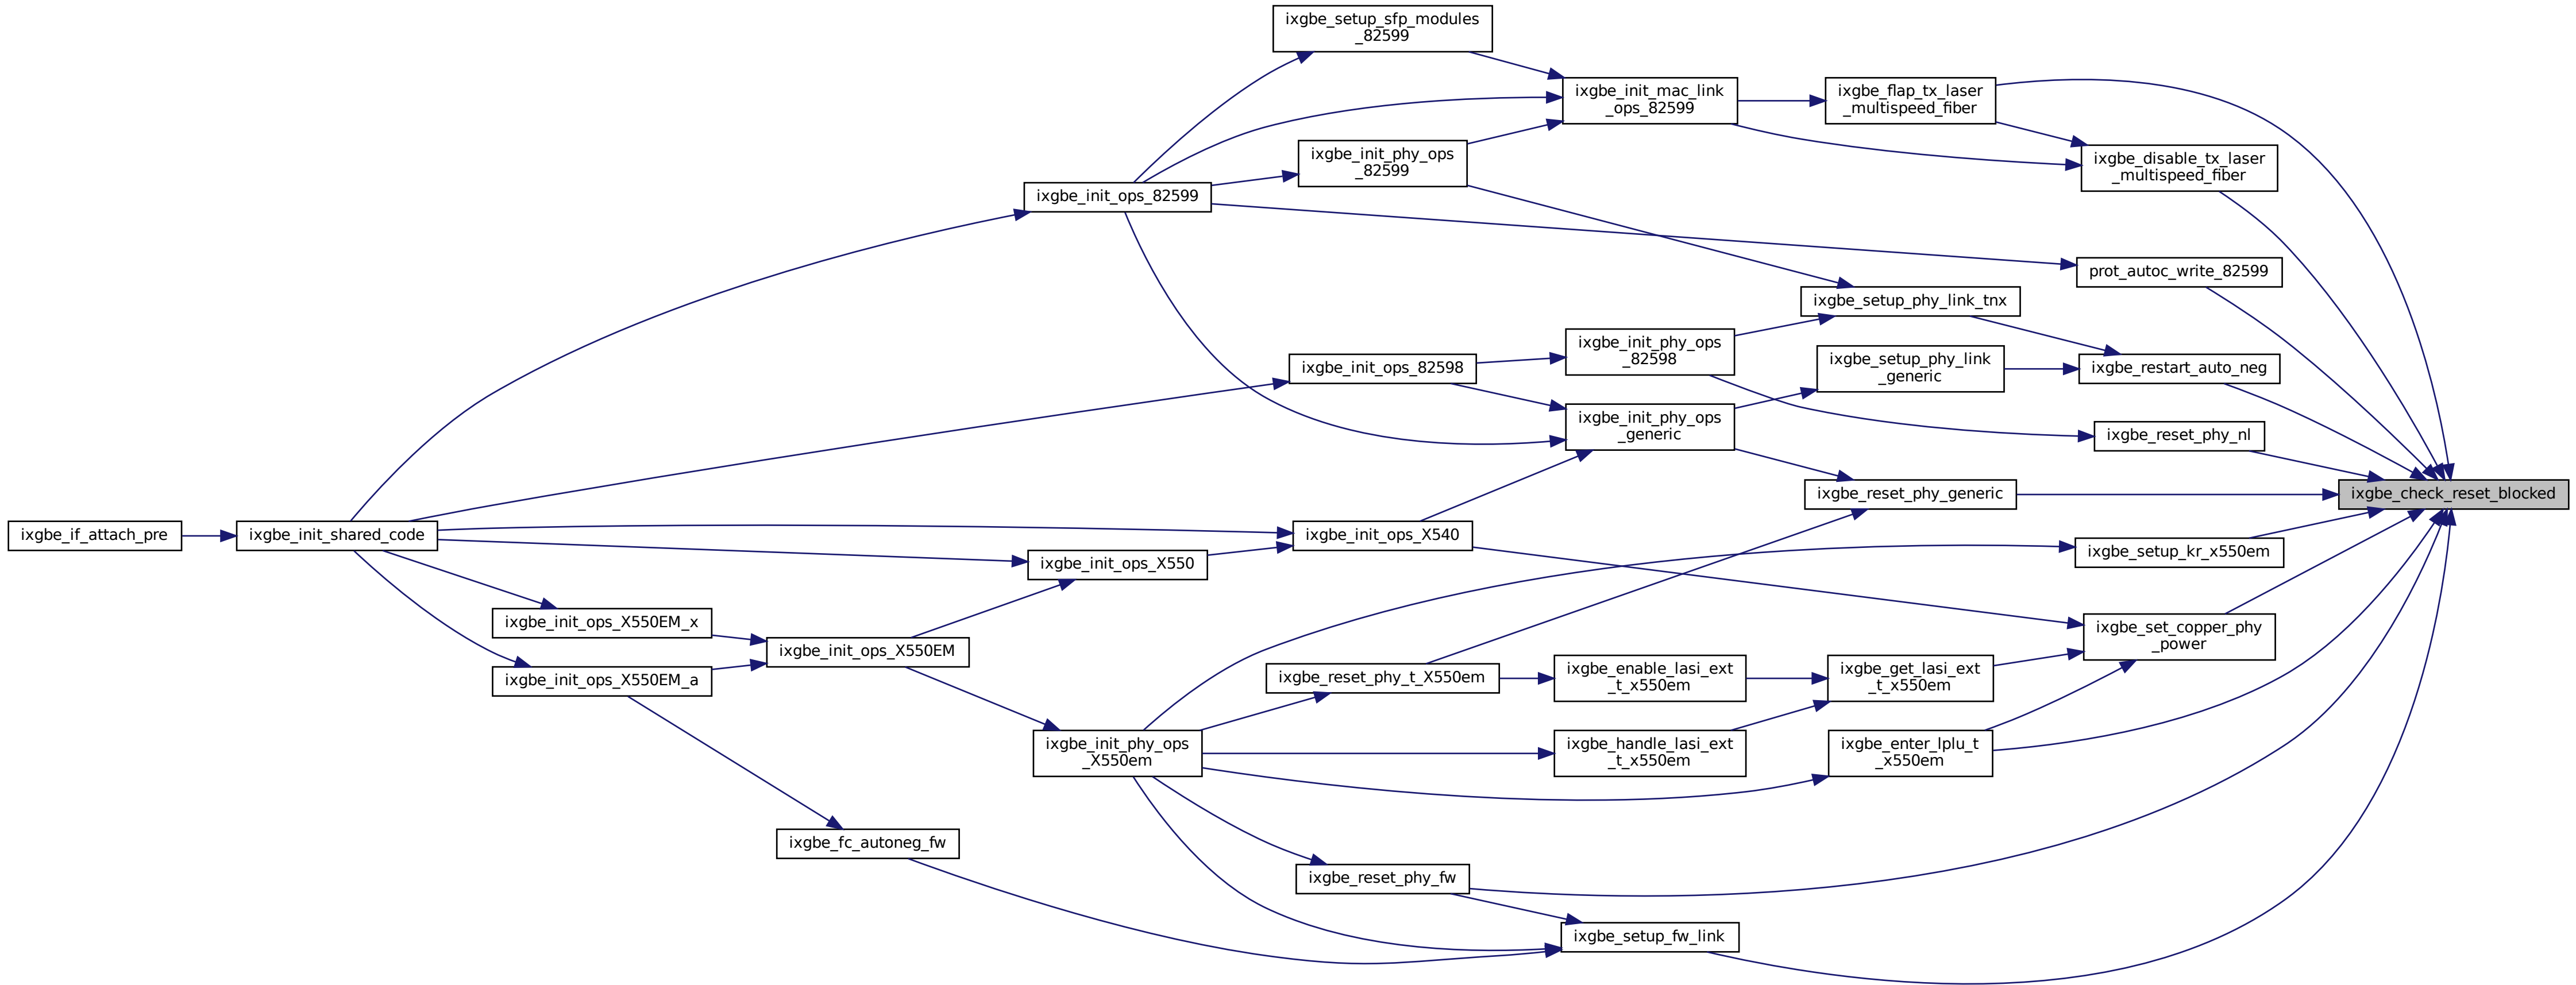 ixgbe_setup_sfp_modules
_82599
ixgbe_init_mac_link
_ops_82599
ixgbe_flap_tx_laser
_multispeed_fiber
ixgbe_init_phy_ops
_82599
ixgbe_disable_tx_laser
_multispeed_fiber
ixgbe_init_ops_82599
prot_autoc_write_82599
ixgbe_setup_phy_link_tnx
ixgbe_init_phy_ops
_82598
ixgbe_setup_phy_link
_generic
ixgbe_init_ops_82598
ixgbe_restart_auto_neg
ixgbe_init_phy_ops
_generic
ixgbe_reset_phy_nl
ixgbe_reset_phy_generic
ixgbe_check_reset_blocked
ixgbe_if_attach_pre
ixgbe_init_shared_code
ixgbe_init_ops_X540
ixgbe_setup_kr_x550em
ixgbe_init_ops_X550
ixgbe_init_ops_X550EM_x
ixgbe_set_copper_phy
_power
ixgbe_init_ops_X550EM
ixgbe_init_ops_X550EM_a
ixgbe_reset_phy_t_X550em
ixgbe_enable_lasi_ext
_t_x550em
ixgbe_get_lasi_ext
_t_x550em
ixgbe_init_phy_ops
_X550em
ixgbe_handle_lasi_ext
_t_x550em
ixgbe_enter_lplu_t
_x550em
ixgbe_fc_autoneg_fw
ixgbe_reset_phy_fw
ixgbe_setup_fw_link